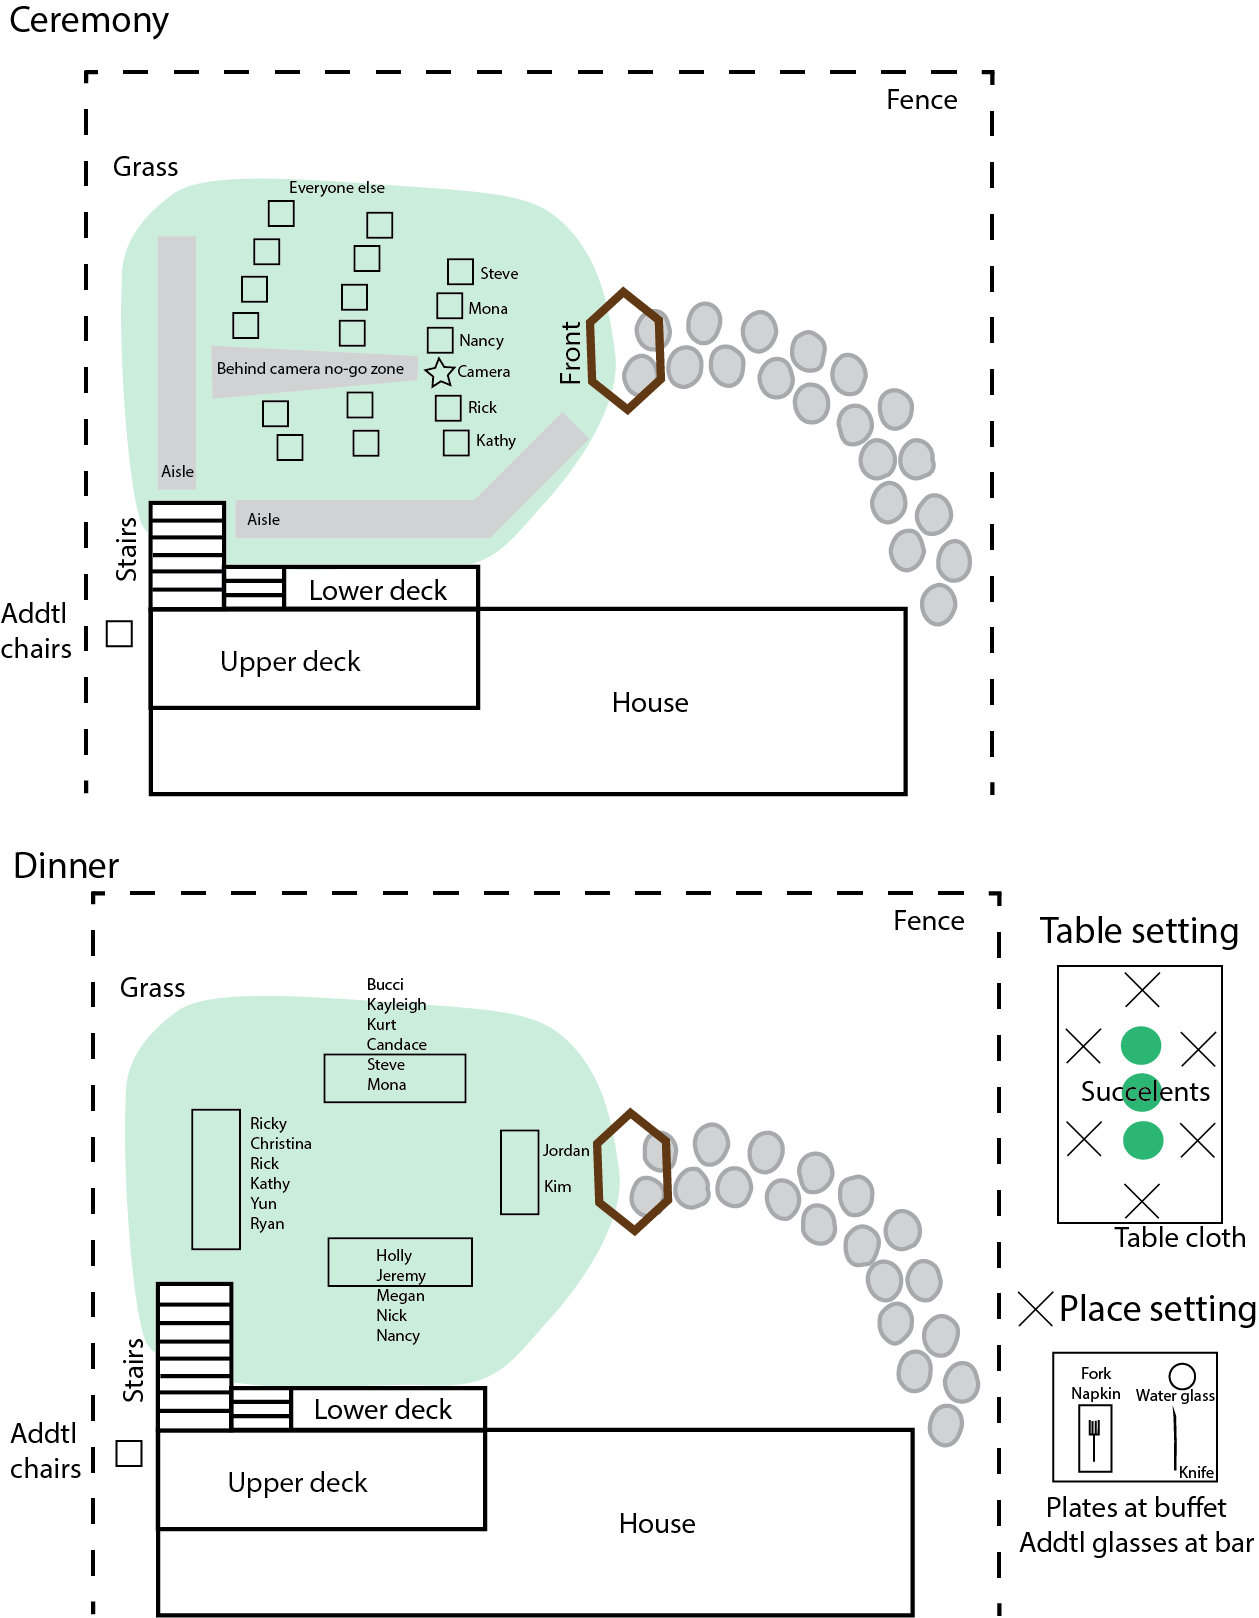 Ceremony
Fence
Grass
Everyone else
Steve
Mona
Nancy
Front
Behind camera no-go zone
Camera
Rick
Kathy
Aisle
Aisle
Stairs
Lower deck
Addtl
chairs
Upper deck
House
Dinner
Fence
Grass
Bucci
Kayleigh
Kurt
Candace
Steve
Mona
Ricky
Christina
Rick
Kathy
Yun
Ryan
Jordan
Kim
Holly
Jeremy
Megan
Nick
Nancy
Stairs
Lower deck
Addtl
chairs
Upper deck
House
Table setting
Succelents
Table cloth
Place setting
Fork
Napkin
Water glass
Knife
Plates at buffet
Addtl glasses at bar